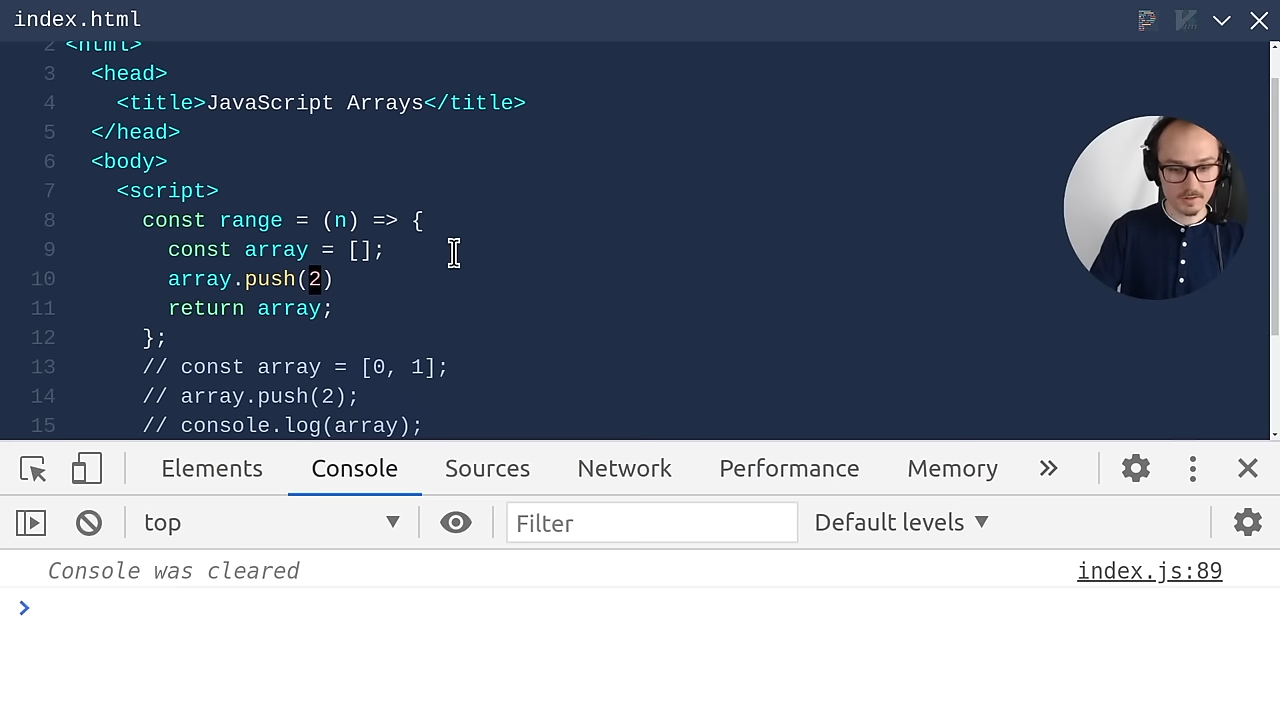 index.html
2 <html>
3 <head>
4 <title>JavaScript Arrays</title>
5 </head>
6 <body>
7 <script>
8 const range = (n) => {
9 const array = [];
10 array.push(2)
11 return array;
12 };
13 // const array = [0, 1];
14 // array.push(2);
15 // console.log(array);
Elements Console Sources Network Performance Memory »
top ▼ Filter Default levels ▼
Console was cleared index.js:89
>